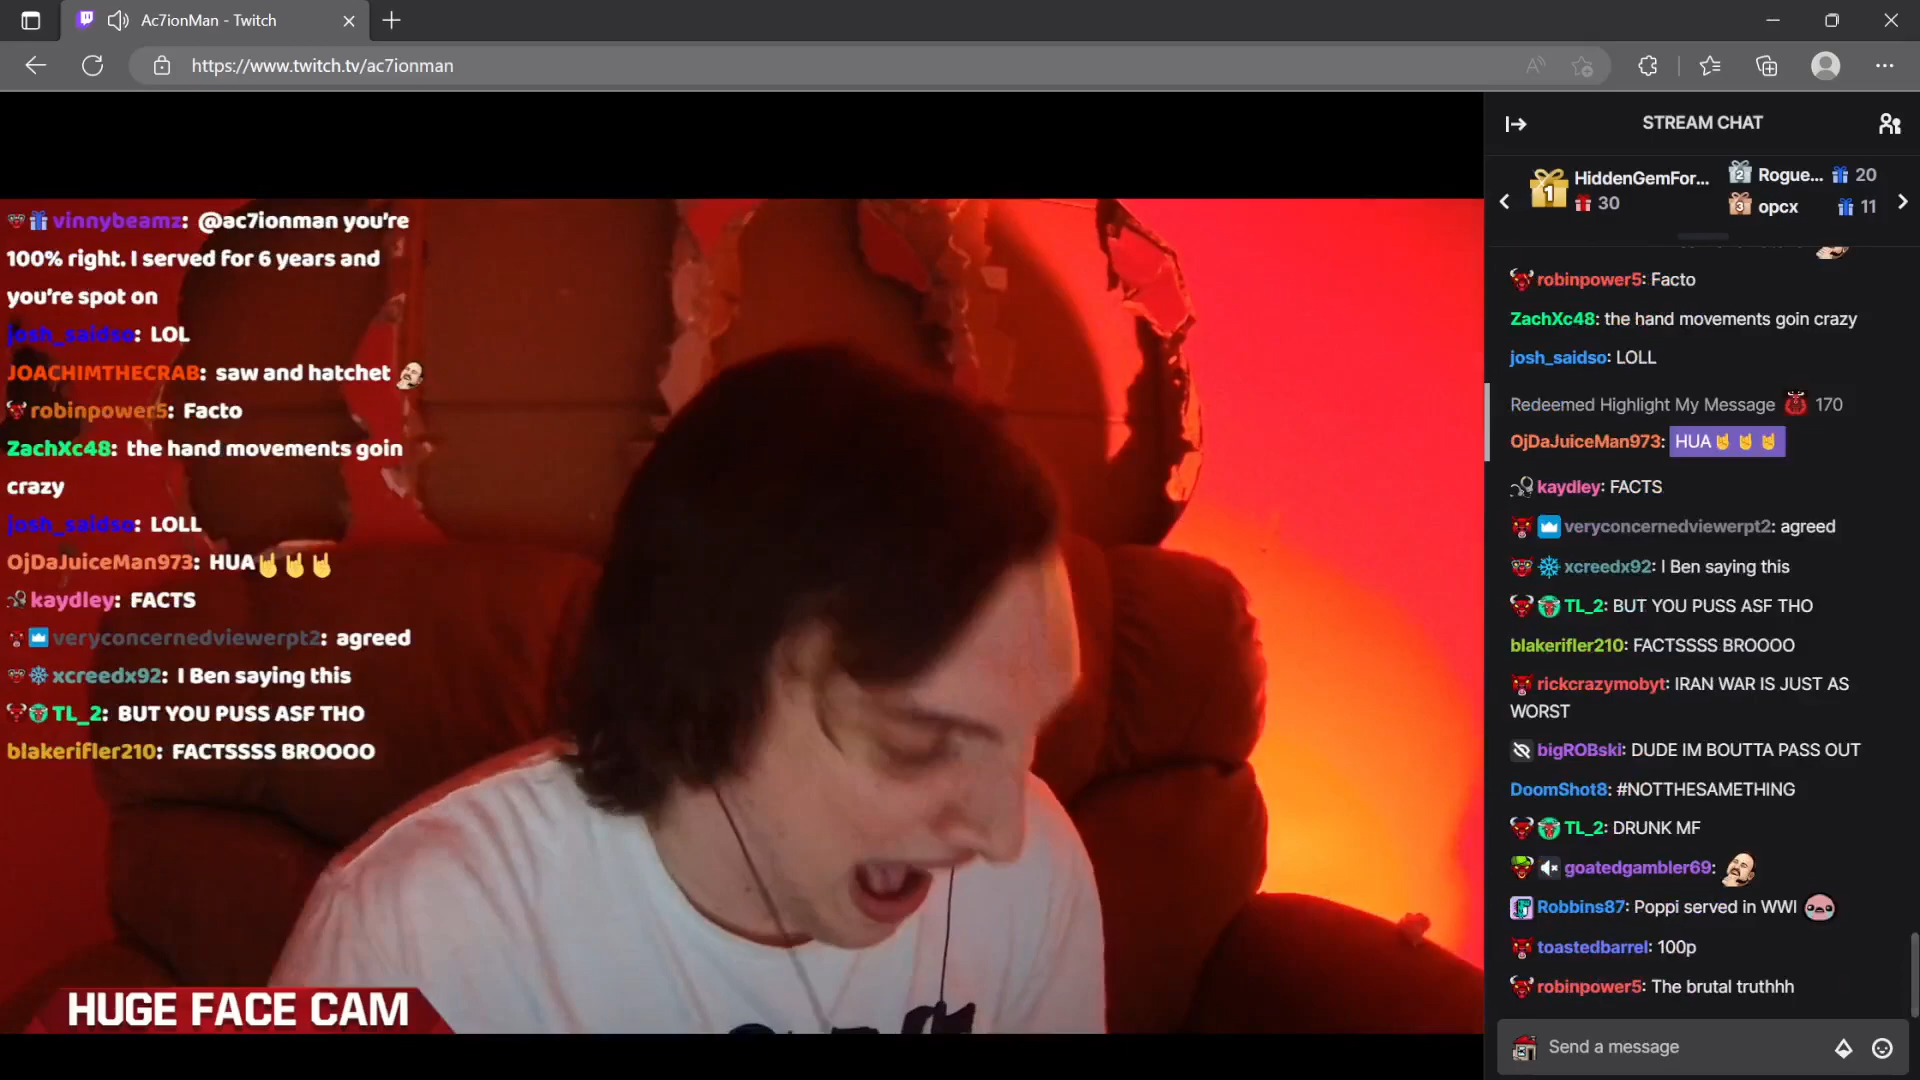 Ac7ionMan - Twitch
https://www.twitch.tv/ac7ionman
vinnybeamz: @ac7ionman you're
100% right. I served for 6 years and
you're spot on
josh_saidso: LOL
JOACHIMTHECRAB: saw and hatchet
robinpower5: Facto
ZachXc48: the hand movements goin
crazy
josh_saidso: LOLL
OjDaJuiceMan973: HUA🤘🤘🤘
kaydley: FACTS
veryconcernedviewerpt2: agreed
xcreedx92: I Ben saying this
TL_2: BUT YOU PUSS ASF THO
blakerifler210: FACTSSSS BROOOO
HUGE FACE CAM
STREAM CHAT
1 HiddenGemFor... 30
2 Rogue... 20
3 opcx 11
robinpower5: Facto
ZachXc48: the hand movements goin crazy
josh_saidso: LOLL
Redeemed Highlight My Message 170
OjDaJuiceMan973: HUA🤘🤘🤘
kaydley: FACTS
veryconcernedviewerpt2: agreed
xcreedx92: I Ben saying this
TL_2: BUT YOU PUSS ASF THO
blakerifler210: FACTSSSS BROOOO
rickcrazymobyt: IRAN WAR IS JUST AS
WORST
bigROBski: DUDE IM BOUTTA PASS OUT
DoomShot8: #NOTTHESAMETHING
TL_2: DRUNK MF
goatedgambler69:
Robbins87: Poppi served in WWI
toastedbarrel: 100p
robinpower5: The brutal truthhh
Send a message